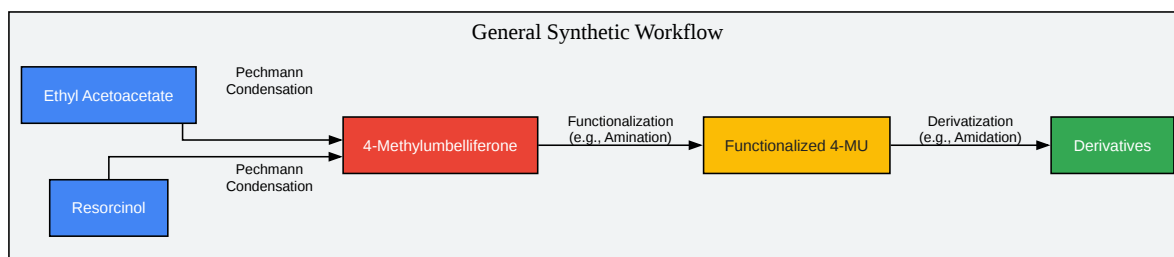 General Synthetic Workflow
Ethyl Acetoacetate
Pechmann
Condensation
Resorcinol
Pechmann
Condensation
4-Methylumbelliferone
Functionalization
(e.g., Amination)
Functionalized 4-MU
Derivatization
(e.g., Amidation)
Derivatives